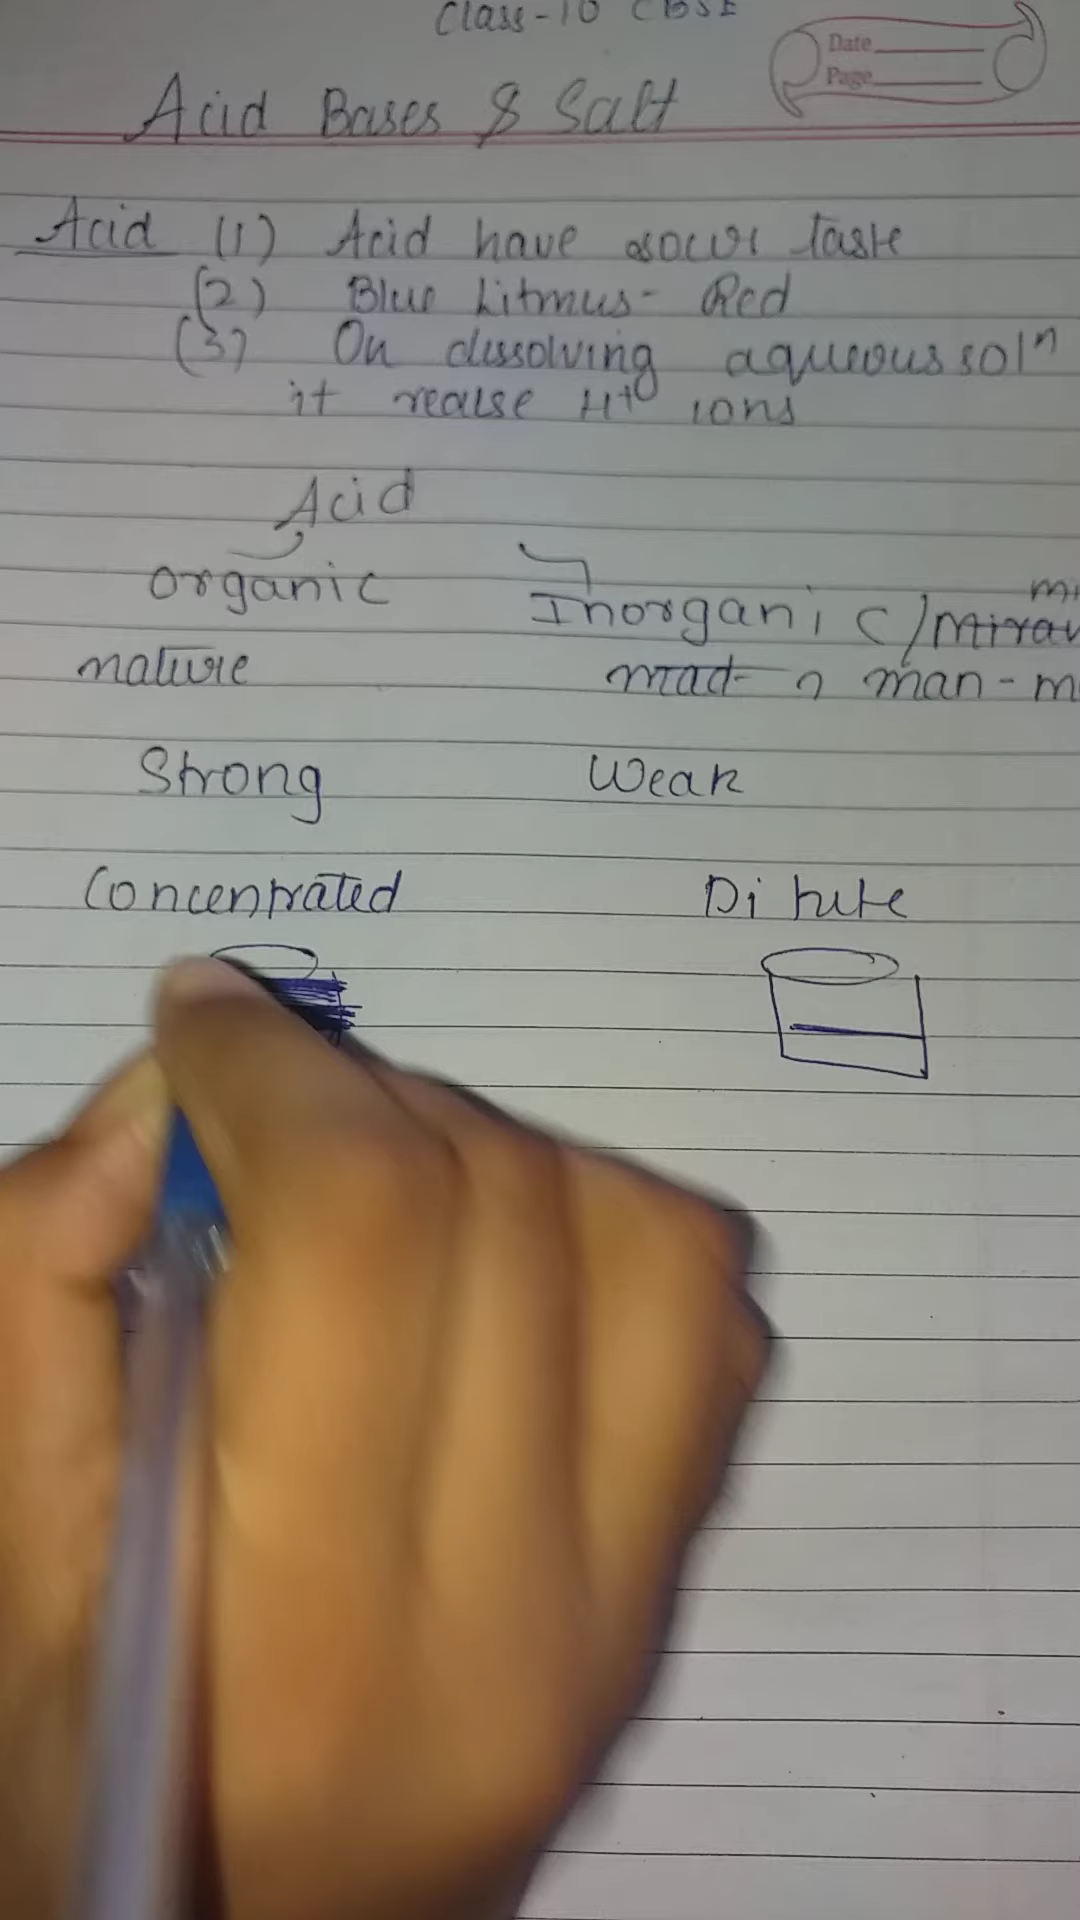 Class-10 CBSE
Date
Page
Acid Bases & Salt
Acid (1) Acid have sour taste
(2) Blue Litmus- Red
(3) On dissolving aqueous solⁿ
it realse H⁺ ions
Acid
organic
Inorganic/
nature
man-m
Strong Weak
Concentrated Dilute